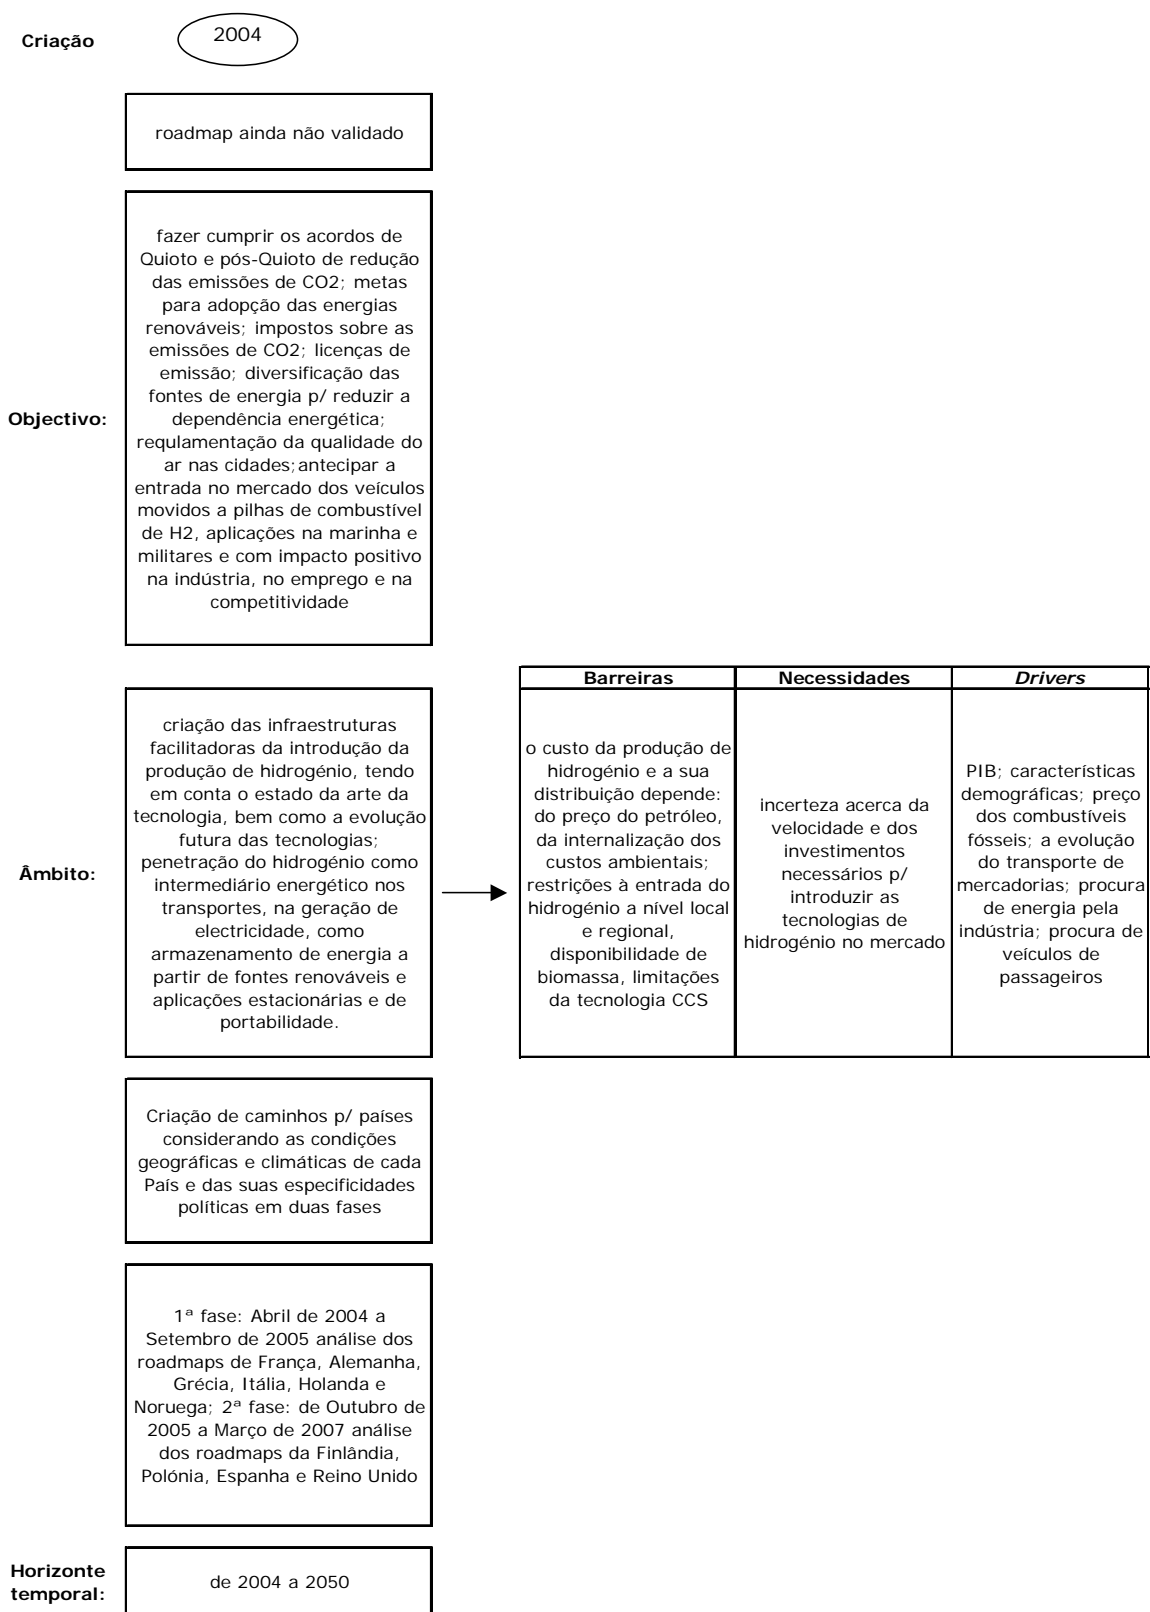 Criação
2004
roadmap ainda não validado
Objectivo:
fazer cumprir os acordos de
Quioto e pós-Quioto de redução
das emissões de CO2; metas
para adopção das energias
renováveis; impostos sobre as
emissões de CO2; licenças de
emissão; diversificação das
fontes de energia p/ reduzir a
dependência energética;
requlamentação da qualidade do
ar nas cidades;antecipar a
entrada no mercado dos veículos
movidos a pilhas de combustível
de H2, aplicações na marinha e
militares e com impacto positivo
na indústria, no emprego e na
competitividade
Âmbito:
criação das infraestruturas
facilitadoras da introdução da
produção de hidrogénio, tendo
em conta o estado da arte da
tecnologia, bem como a evolução
futura das tecnologias;
penetração do hidrogénio como
intermediário energético nos
transportes, na geração de
electricidade, como
armazenamento de energia a
partir de fontes renováveis e
aplicações estacionárias e de
portabilidade.
Barreiras
o custo da produção de
hidrogénio e a sua
distribuição depende:
do preço do petróleo,
da internalização dos
custos ambientais;
restrições à entrada do
hidrogénio a nível local
e regional,
disponibilidade de
biomassa, limitações
da tecnologia CCS
Necessidades
incerteza acerca da
velocidade e dos
investimentos
necessários p/
introduzir as
tecnologias de
hidrogénio no mercado
Drivers
PIB; características
demográficas; preço
dos combustíveis
fósseis; a evolução
do transporte de
mercadorias; procura
de energia pela
indústria; procura de
veículos de
passageiros
Criação de caminhos p/ países
considerando as condições
geográficas e climáticas de cada
País e das suas especificidades
políticas em duas fases
1ª fase: Abril de 2004 a
Setembro de 2005 análise dos
roadmaps de França, Alemanha,
Grécia, Itália, Holanda e
Noruega; 2ª fase: de Outubro de
2005 a Março de 2007 análise
dos roadmaps da Finlândia,
Polónia, Espanha e Reino Unido
Horizonte
temporal:
de 2004 a 2050